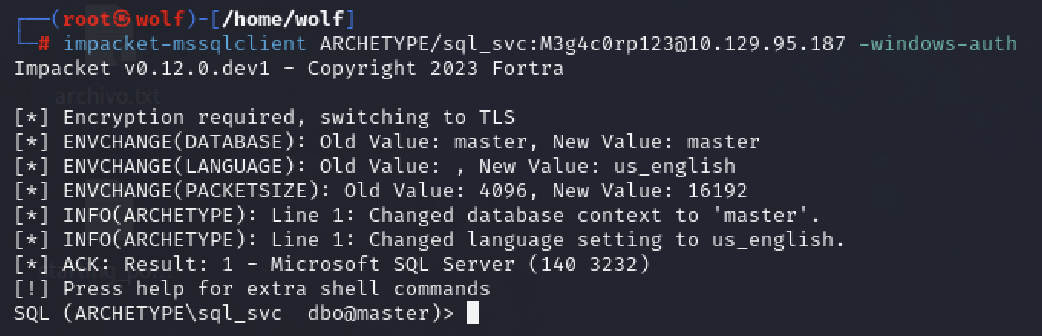 ┌──(root㉿wolf)-[/home/wolf]
└─# impacket-mssqlclient ARCHETYPE/sql_svc:M3g4c0rp123@10.129.95.187 -windows-auth
Impacket v0.12.0.dev1 - Copyright 2023 Fortra
archivo.txt
[*] Encryption required, switching to TLS
[*] ENVCHANGE(DATABASE): Old Value: master, New Value: master
[*] ENVCHANGE(LANGUAGE): Old Value: , New Value: us_english
[*] ENVCHANGE(PACKETSIZE): Old Value: 4096, New Value: 16192
[*] INFO(ARCHETYPE): Line 1: Changed database context to 'master'.
[*] INFO(ARCHETYPE): Line 1: Changed language setting to us_english.
[*] ACK: Result: 1 - Microsoft SQL Server (140 3232)
[!] Press help for extra shell commands
SQL (ARCHETYPE\sql_svc  dbo@master)>